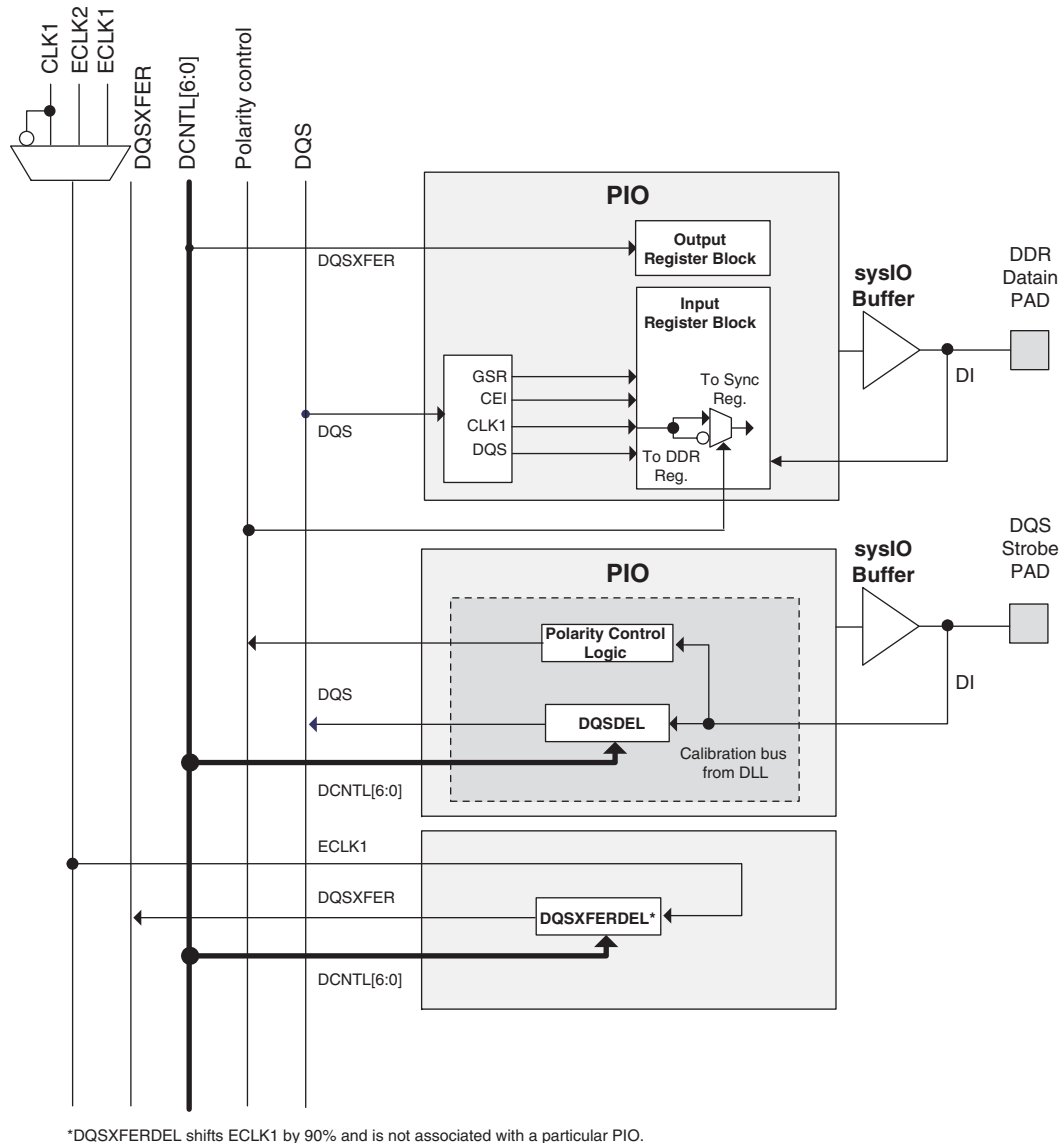 CLK1
ECLK2
ECLK1
DQSXFER
DCNTL[6:0]
Polarity control
DQS
PIO
Output
Register Block
DQSXFER
Input
Register Block
sysIO
Buffer
DDR
Datain
PAD
GSR
CEI
CLK1
DQS
To Sync
Reg.
To DDR
Reg.
DI
DQS
PIO
sysIO
Buffer
DQS
Strobe
PAD
Polarity Control
Logic
DQS
DQSDEL
DI
Calibration bus
from DLL
DCNTL[6:0]
ECLK1
DQSXFER
DQSXFERDEL*
DCNTL[6:0]
*DQSXFERDEL shifts ECLK1 by 90% and is not associated with a particular PIO.